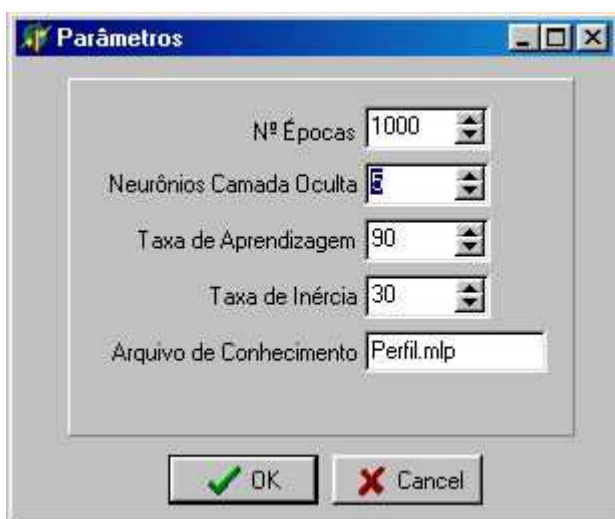 Parâmetros
Nº Épocas 1000
Neurônios Camada Oculta 5
Taxa de Aprendizagem 90
Taxa de Inércia 30
Arquivo de Conhecimento Perfil.mlp
OK Cancel